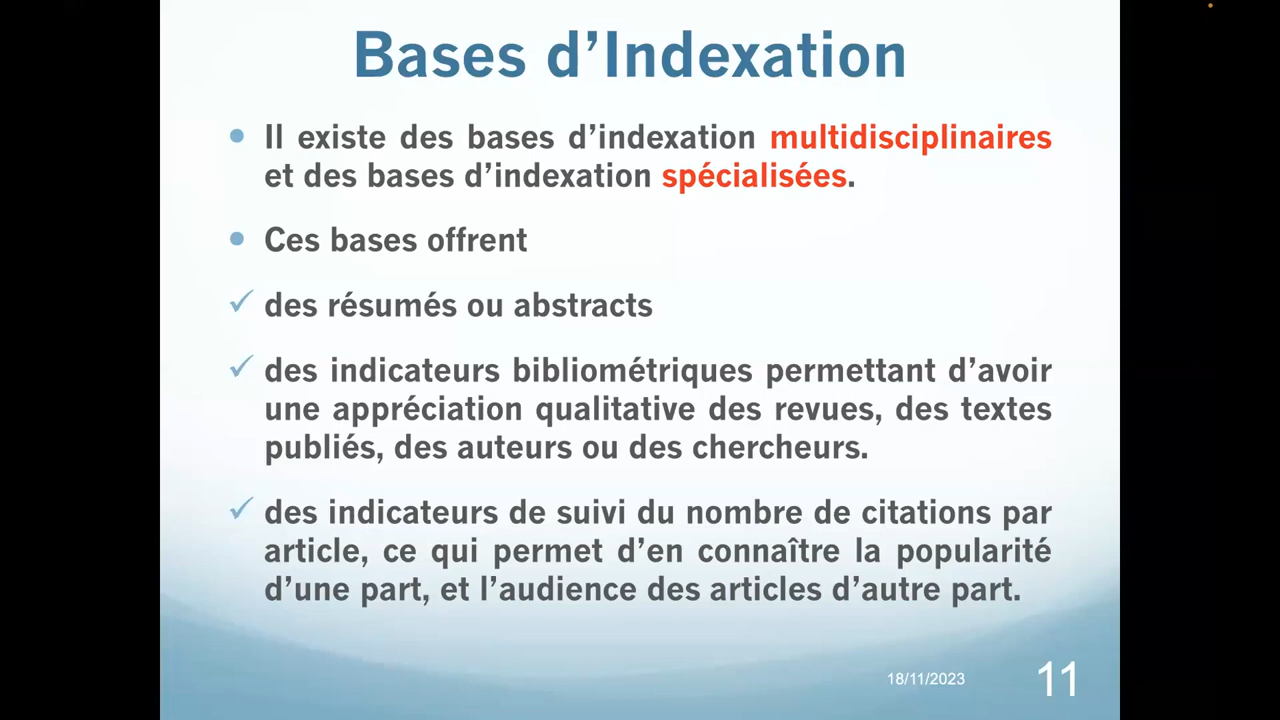 Bases d’Indexation
• Il existe des bases d’indexation multidisciplinaires
et des bases d’indexation spécialisées.
• Ces bases offrent
✓ des résumés ou abstracts
✓ des indicateurs bibliométriques permettant d’avoir
une appréciation qualitative des revues, des textes
publiés, des auteurs ou des chercheurs.
✓ des indicateurs de suivi du nombre de citations par
article, ce qui permet d’en connaître la popularité
d’une part, et l’audience des articles d’autre part.
18/11/2023
11